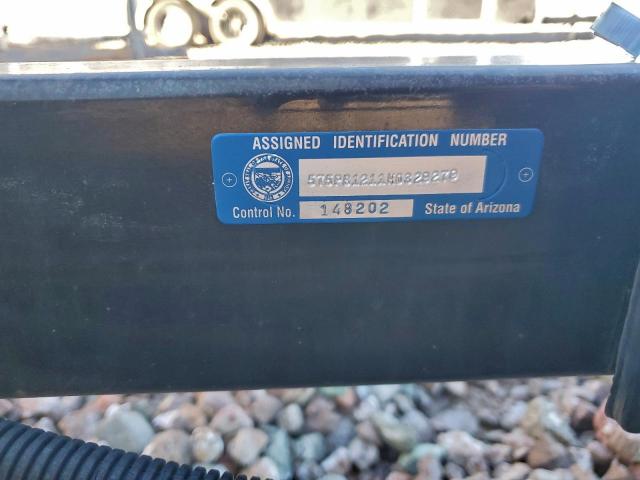 ASSIGNED IDENTIFICATION NUMBER
Control No. 148202 State of Arizona